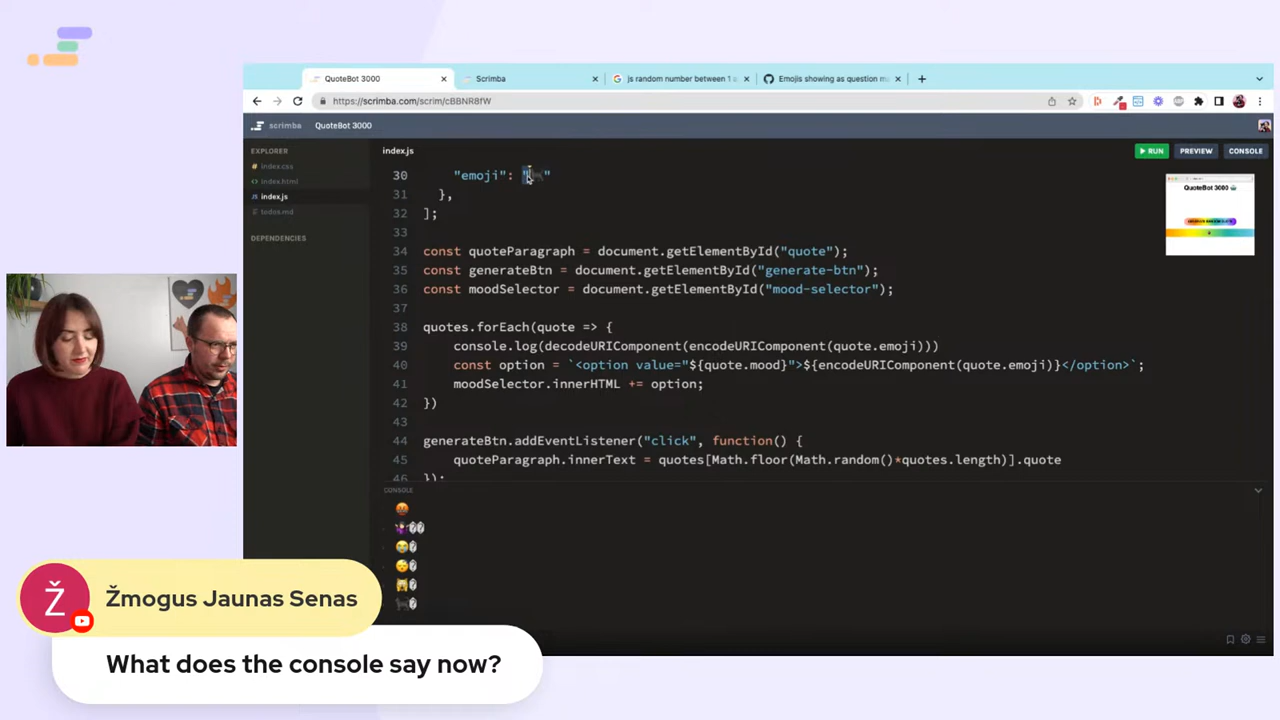 QuoteBot 3000
Scrimba
js random number between 1 a
Emojis showing as question m
https://scrimba.com/scrim/cBBNR8fW
scrimba
QuoteBot 3000
EXPLORER
index.css
index.html
index.js
todos.md
DEPENDENCIES
index.js
RUN
PREVIEW
CONSOLE
QuoteBot 3000 
30 "emoji": "🐈‍⬛"
31 },
32 ];
33
34 const quoteParagraph = document.getElementById("quote");
35 const generateBtn = document.getElementById("generate-btn");
36 const moodSelector = document.getElementById("mood-selector");
37
38 quotes.forEach(quote => {
39 console.log(decodeURIComponent(encodeURIComponent(quote.emoji)))
40 const option = `<option value="${quote.mood}">${encodeURIComponent(quote.emoji)}</option>`;
41 moodSelector.innerHTML += option;
42 })
43
44 generateBtn.addEventListener("click", function() {
45 quoteParagraph.innerText = quotes[Math.floor(Math.random()*quotes.length)].quote
46 });
CONSOLE
Ž
Žmogus Jaunas Senas
What does the console say now?